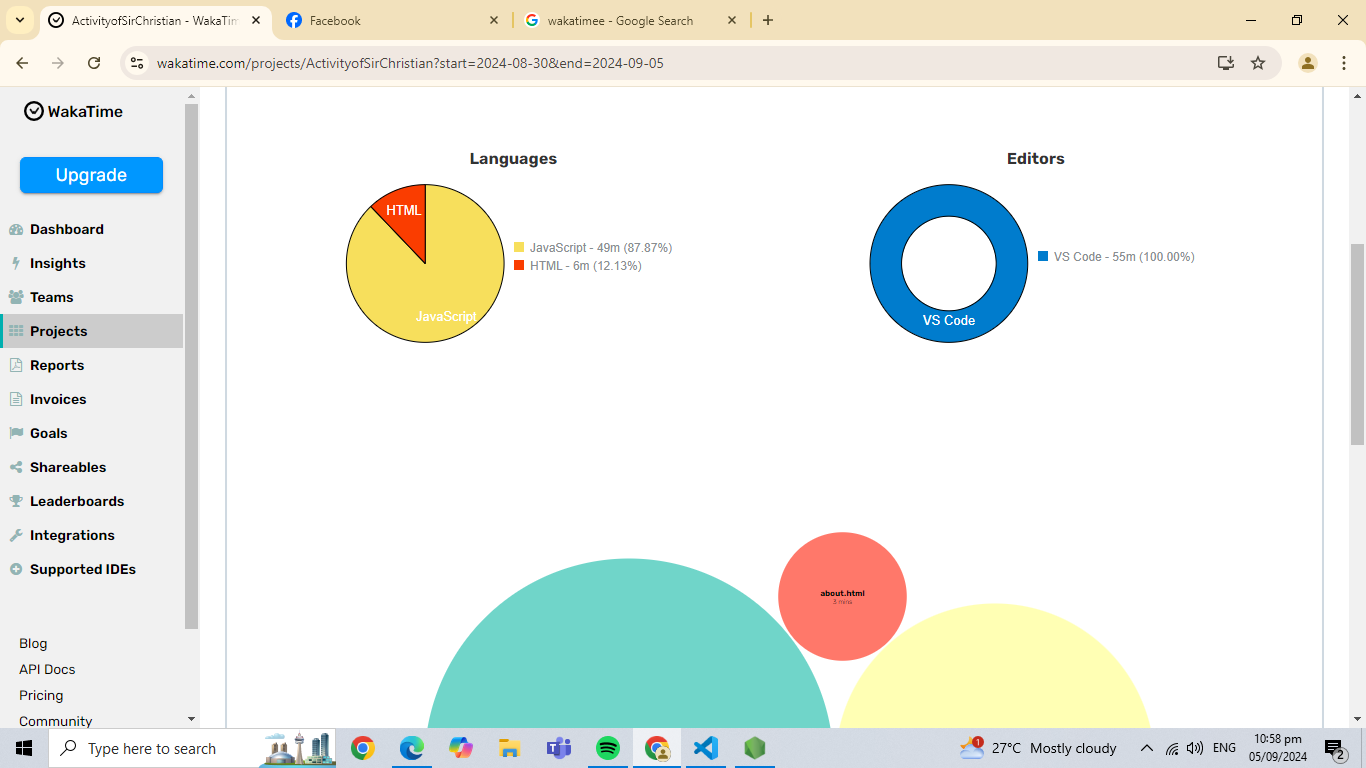 ActivityofSirChristian - WakaTim
Facebook
wakatimee - Google Search
wakatime.com/projects/ActivityofSirChristian?start=2024-08-30&end=2024-09-05
WakaTime
Upgrade
Dashboard
Insights
Teams
Projects
Reports
Invoices
Goals
Shareables
Leaderboards
Integrations
Supported IDEs
Blog
API Docs
Pricing
Community
Languages
HTML
JavaScript
JavaScript - 49m (87.87%)
HTML - 6m (12.13%)
Editors
VS Code
VS Code - 55m (100.00%)
about.html
3 mins
Type here to search
1
27°C Mostly cloudy
ENG
10:58 pm
05/09/2024
2